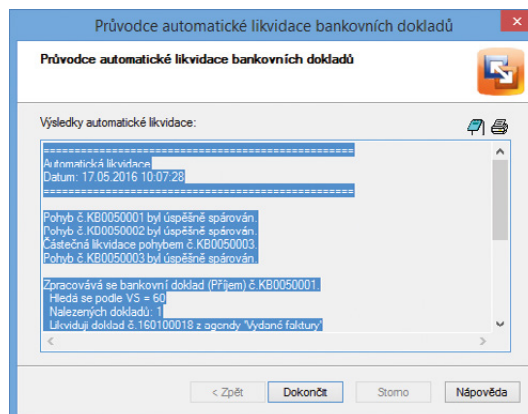 Průvodce automatické likvidace bankovních dokladů
Průvodce automatické likvidace bankovních dokladů
Výsledky automatické likvidace:
==================================================
Automatická likvidace
Datum: 17.05.2016 10:07:28
==================================================
Pohyb č.KB0050001 byl úspěšně spárován.
Pohyb č.KB0050002 byl úspěšně spárován.
Částečná likvidace pohybem č.KB0050003.
Pohyb č.KB0050003 byl úspěšně spárován.
Zpracovává se bankovní doklad (Příjem) č.KB0050001.
Hledá se podle VS = 60
Nalezených dokladů: 1
Likviduji doklad č.160100018 z agendy 'Vydané faktury'
< Zpět Dokončit Storno Nápověda